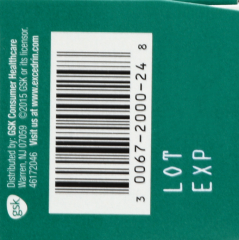 Distributed by: GSK Consumer Healthcare
Warren, NJ 07059 ©2015 GSK or its licensor.
46172046 Visit us at www.excedrin.com
gsk
3 0067-2000-24 8
LOT
EXP